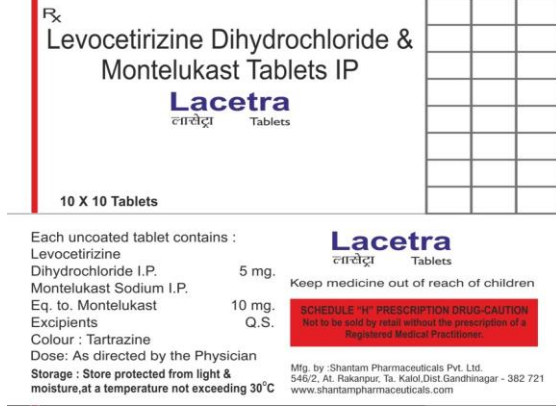 Rx
Levocetirizine Dihydrochloride &
Montelukast Tablets IP
Lacetra
लासेट्रा Tablets
10 X 10 Tablets
Each uncoated tablet contains :
Levocetirizine
Dihydrochloride I.P. 5 mg.
Montelukast Sodium I.P.
Eq. to. Montelukast 10 mg.
Excipients Q.S.
Colour : Tartrazine
Dose: As directed by the Physician
Storage : Store protected from light &
moisture,at a temperature not exceeding 30°C
Lacetra
लासेट्रा Tablets
Keep medicine out of reach of children
SCHEDULE "H" PRESCRIPTION DRUG-CAUTION
Not to be sold by retail without the prescription of a
Registered Medical Practitioner.
Mfg. by :Shantam Pharmaceuticals Pvt. Ltd.
546/2, At. Rakanpur, Ta. Kalol,Dist.Gandhinagar - 382 721
www.shantampharmaceuticals.com